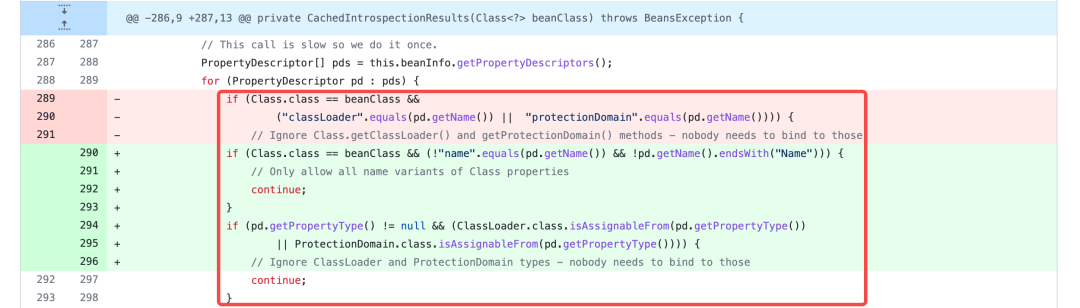 @@ -286,9 +287,13 @@ private CachedIntrospectionResults(Class<?> beanClass) throws BeansException {
286 287 // This call is slow so we do it once.
287 288 PropertyDescriptor[] pds = this.beanInfo.getPropertyDescriptors();
288 289 for (PropertyDescriptor pd : pds) {
289 - if (Class.class == beanClass &&
290 - ("classLoader".equals(pd.getName()) || "protectionDomain".equals(pd.getName()))) {
291 - // Ignore Class.getClassLoader() and getProtectionDomain() methods - nobody needs to bind to those
290 + if (Class.class == beanClass && (!"name".equals(pd.getName()) && !pd.getName().endsWith("Name"))) {
291 + // Only allow all name variants of Class properties
292 + continue;
293 + }
294 + if (pd.getPropertyType() != null && (ClassLoader.class.isAssignableFrom(pd.getPropertyType())
295 + || ProtectionDomain.class.isAssignableFrom(pd.getPropertyType()))) {
296 + // Ignore ClassLoader and ProtectionDomain types - nobody needs to bind to those
292 297 continue;
293 298 }